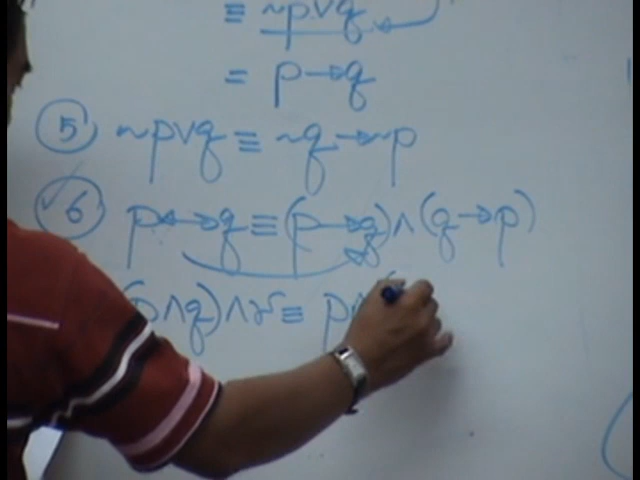 ≡ ~p∨q
= p→q
⑤ ~p∨q ≡ ~q→~p
⑥ p↔q ≡ (p→q)∧(q→p)
(p∧q)∧r ≡ p∧(